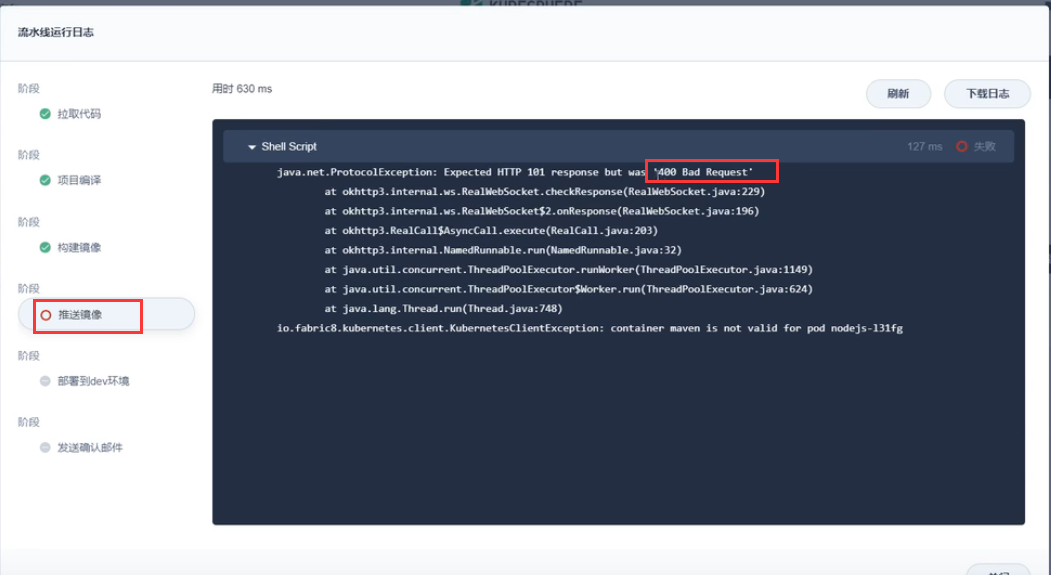 流水线运行日志
阶段
拉取代码
阶段
项目编译
阶段
构建镜像
阶段
推送镜像
阶段
部署到dev环境
阶段
发送确认邮件
用时 630 ms
刷新
下载日志
Shell Script
127 ms
失败
java.net.ProtocolException: Expected HTTP 101 response but was '400 Bad Request'
at okhttp3.internal.ws.RealWebSocket.checkResponse(RealWebSocket.java:229)
at okhttp3.internal.ws.RealWebSocket$2.onResponse(RealWebSocket.java:196)
at okhttp3.RealCall$AsyncCall.execute(RealCall.java:203)
at okhttp3.internal.NamedRunnable.run(NamedRunnable.java:32)
at java.util.concurrent.ThreadPoolExecutor.runWorker(ThreadPoolExecutor.java:1149)
at java.util.concurrent.ThreadPoolExecutor$Worker.run(ThreadPoolExecutor.java:624)
at java.lang.Thread.run(Thread.java:748)
io.fabric8.kubernetes.client.KubernetesClientException: container maven is not valid for pod nodejs-l31fg